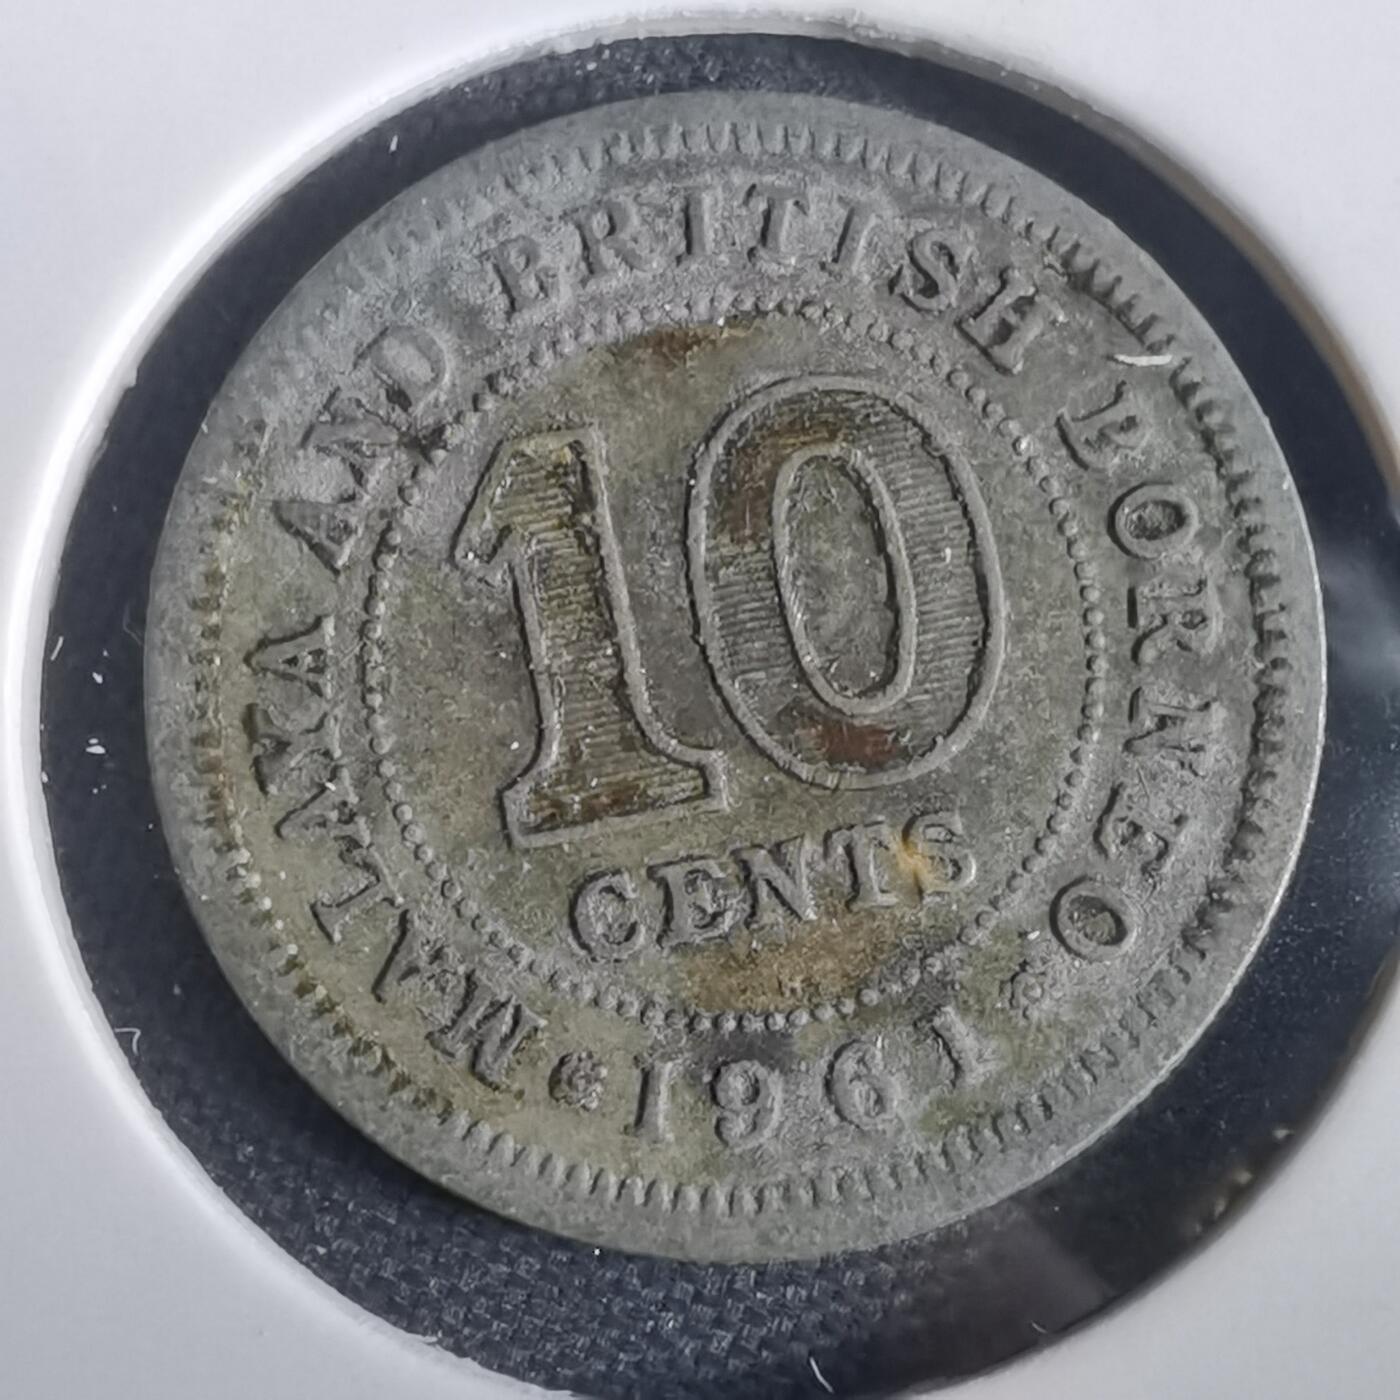 MALAYA AND BRITISH BORNEO
10
CENTS
1961